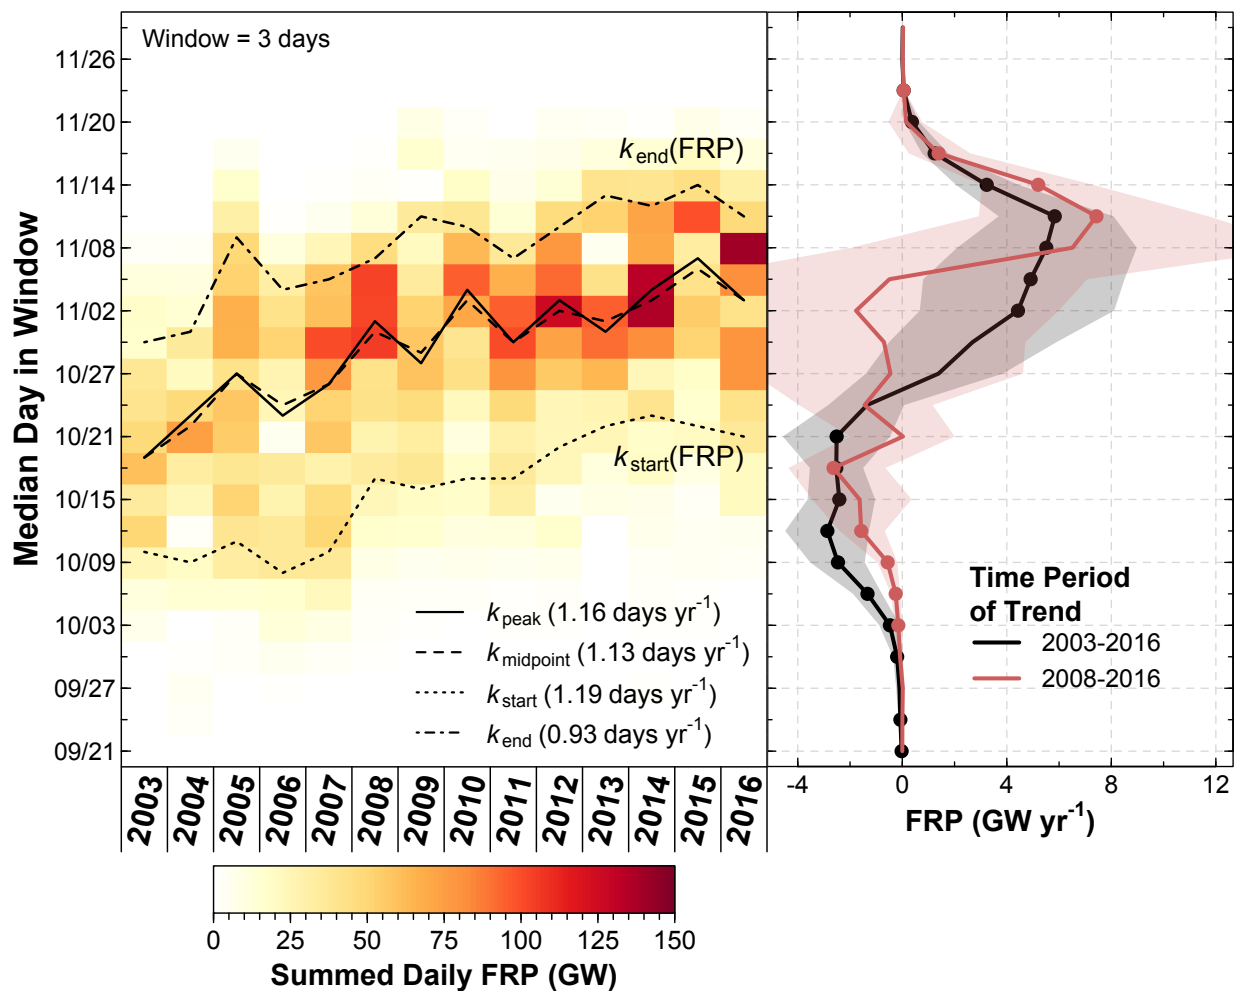 Window = 3 days
Median Day in Window
11/26
11/20
11/14
11/08
11/02
10/27
10/21
10/15
10/09
10/03
09/27
09/21
kend(FRP)
kstart(FRP)
kpeak (1.16 days yr-1)
kmidpoint (1.13 days yr-1)
kstart (1.19 days yr-1)
kend (0.93 days yr-1)
2003 2004 2005 2006 2007 2008 2009 2010 2011 2012 2013 2014 2015 2016
0 25 50 75 100 125 150
Summed Daily FRP (GW)
Time Period
of Trend
2003-2016
2008-2016
-4 0 4 8 12
FRP (GW yr-1)